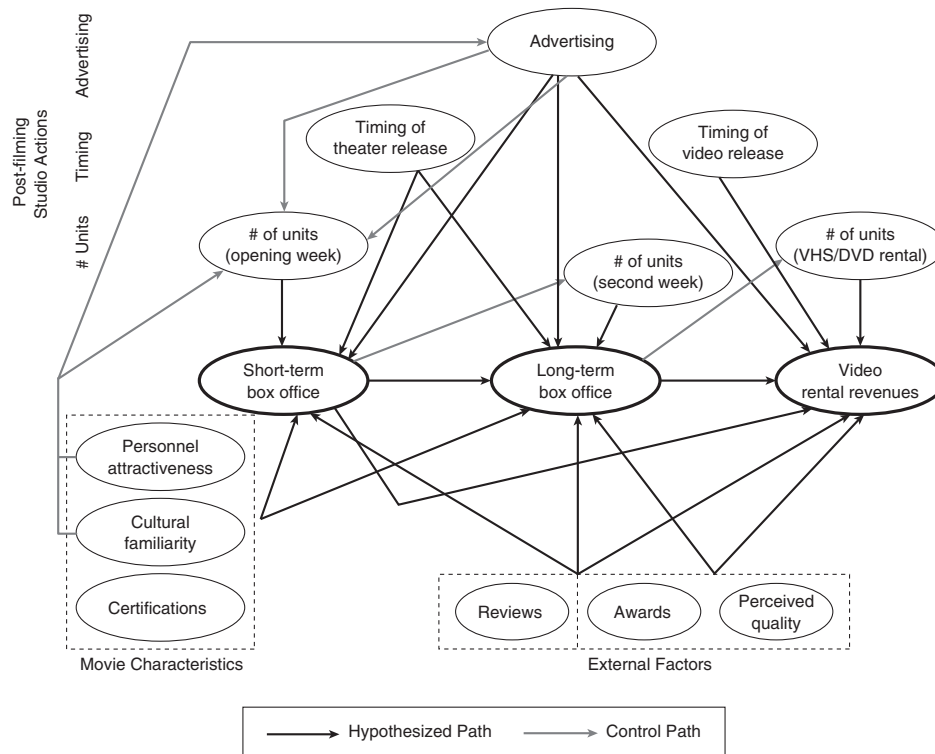 Advertising
Advertising
Post-filming
Studio Actions
Timing
Timing of
theater release
Timing of
video release
# Units
# of units
(opening week)
# of units
(second week)
# of units
(VHS/DVD rental)
Short-term
box office
Long-term
box office
Video
rental revenues
Personnel
attractiveness
Cultural
familiarity
Certifications
Movie Characteristics
Reviews
Awards
Perceived
quality
External Factors
Hypothesized Path
Control Path